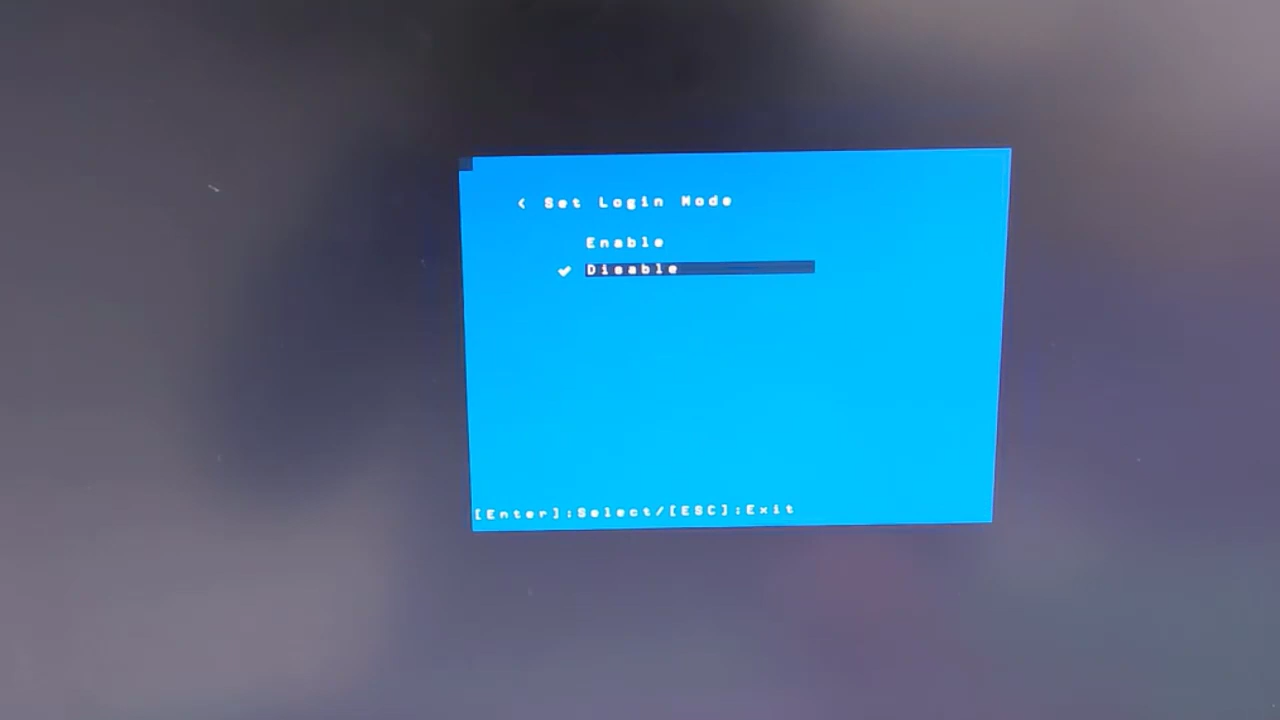 < Set Login Mode
Enable
✔ Disable
[Enter]:Select/[ESC]:Exit